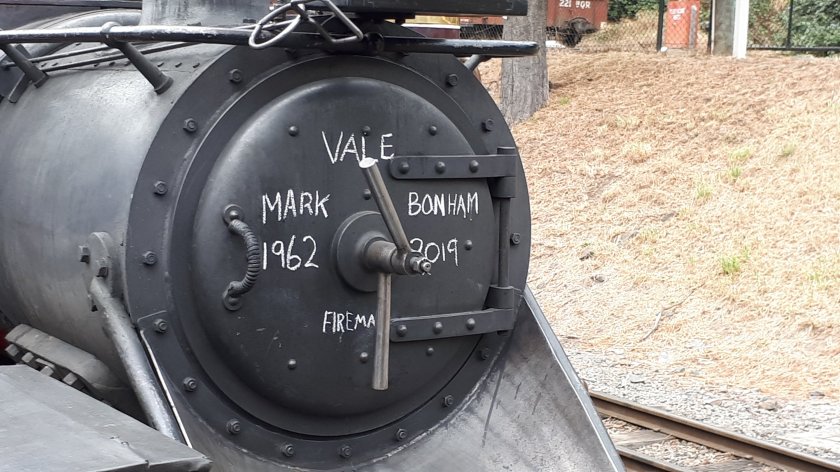 VALE
MARK BONHAM
1962 2019
FIREMA